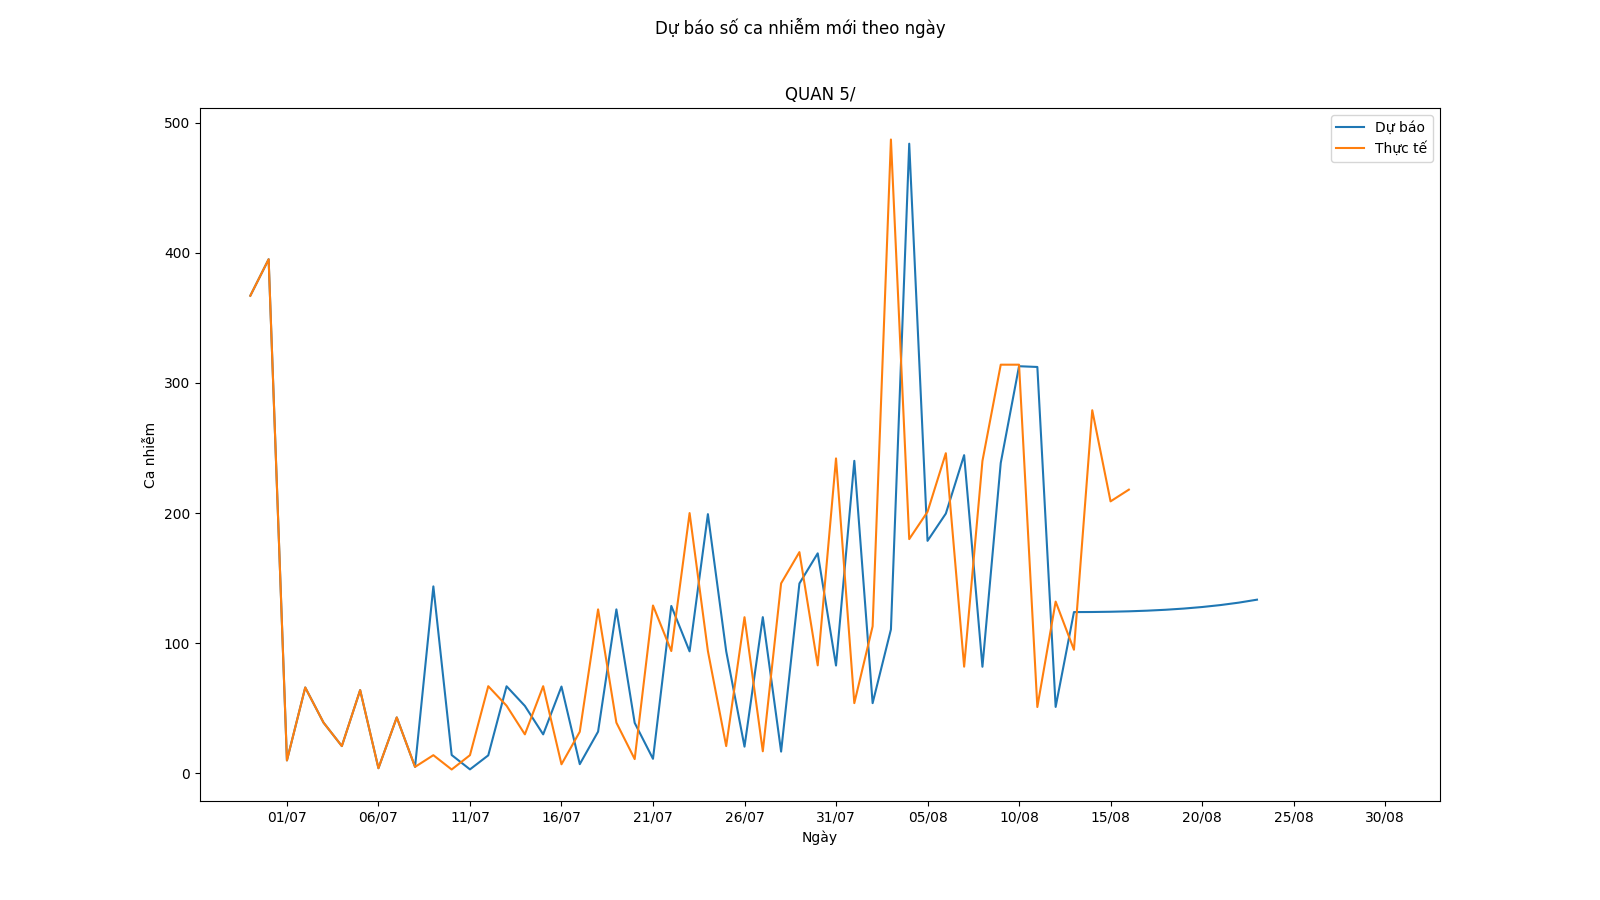 Dự báo số ca nhiễm mới theo ngày
QUAN 5/
Dự báo
Thực tế
500
400
300
200
100
0
Ca nhiễm
01/07 06/07 11/07 16/07 21/07 26/07 31/07 05/08 10/08 15/08 20/08 25/08 30/08
Ngày